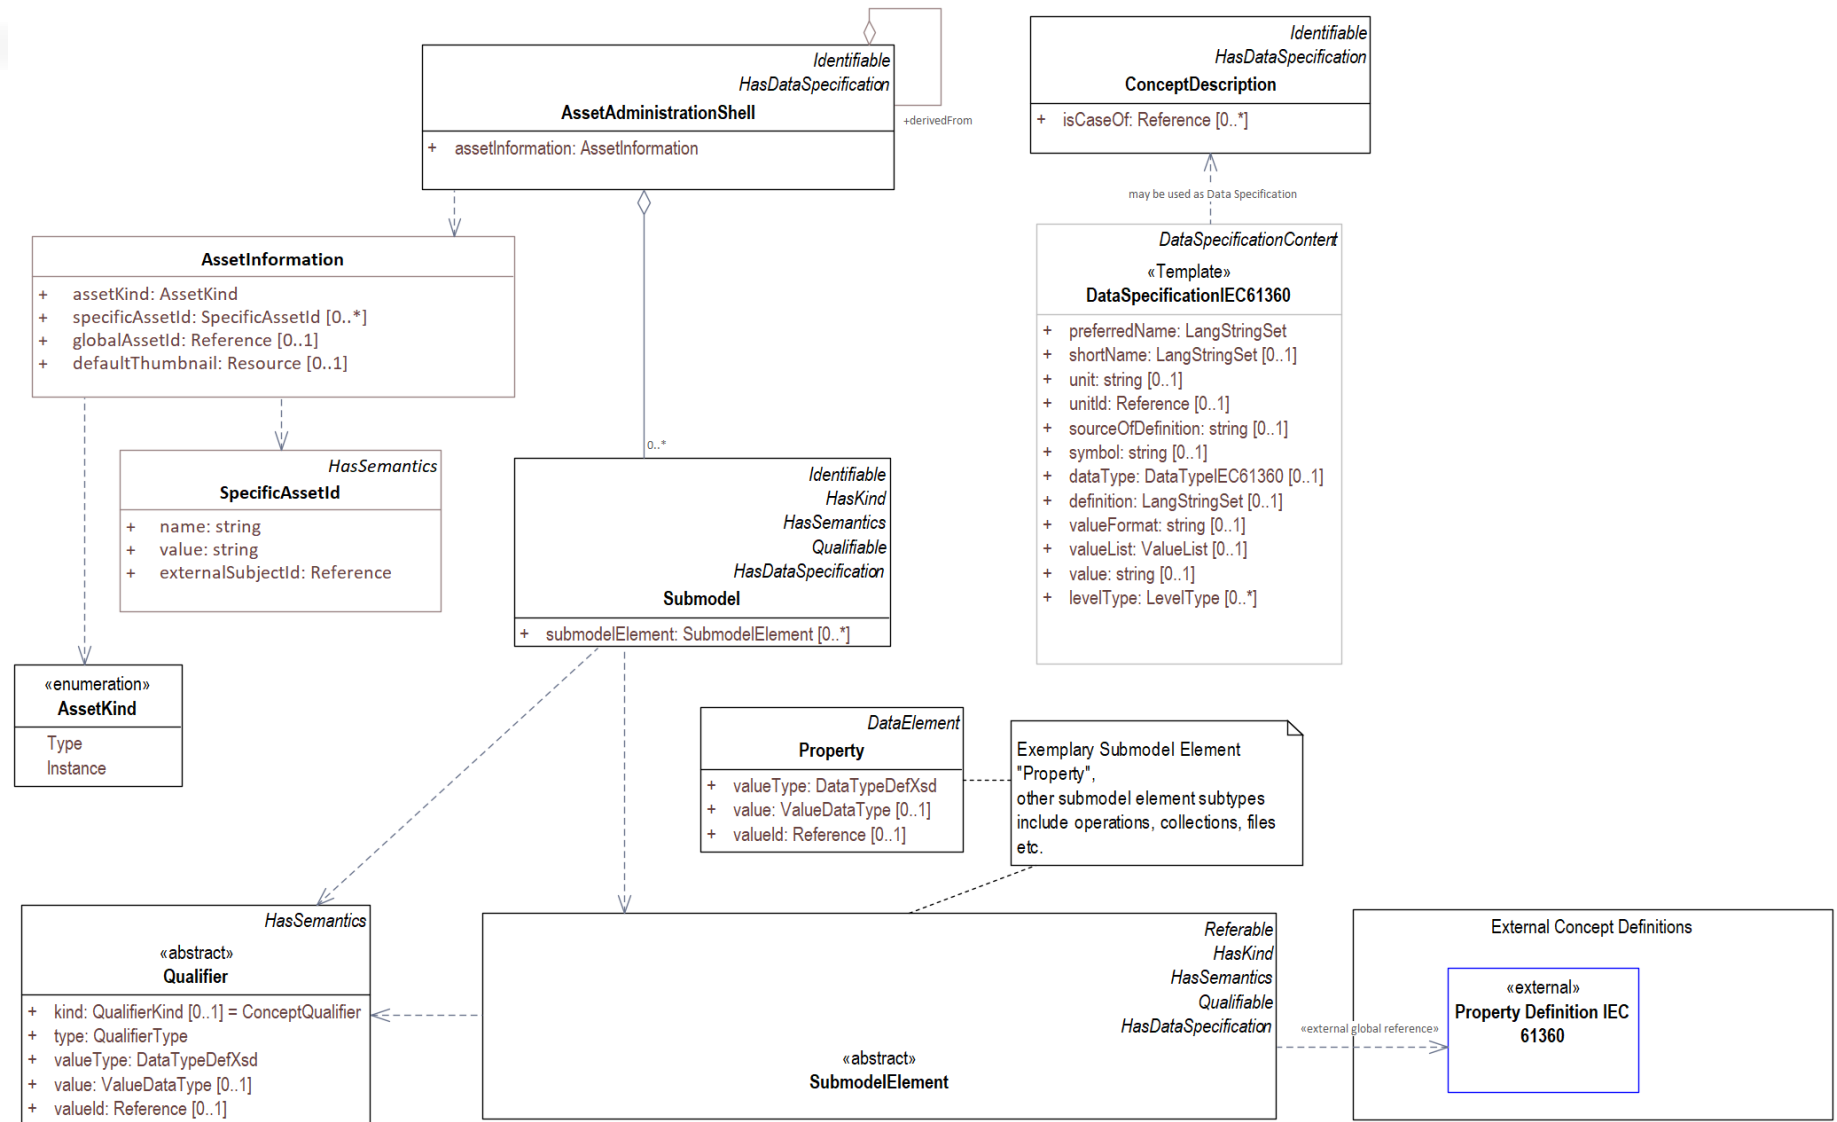 Identifiable
HasDataSpecification
AssetAdministrationShell
+ assetInformation: AssetInformation
+derivedFrom
Identifiable
HasDataSpecification
ConceptDescription
+ isCaseOf: Reference [0..*]
may be used as Data Specification
AssetInformation
+ assetKind: AssetKind
+ specificAssetId: SpecificAssetId [0..*]
+ globalAssetId: Reference [0..1]
+ defaultThumbnail: Resource [0..1]
DataSpecificationContent
«Template»
DataSpecificationIEC61360
+ preferredName: LangStringSet
+ shortName: LangStringSet [0..1]
+ unit: string [0..1]
+ unitId: Reference [0..1]
+ sourceOfDefinition: string [0..1]
+ symbol: string [0..1]
+ dataType: DataTypeIEC61360 [0..1]
+ definition: LangStringSet [0..1]
+ valueFormat: string [0..1]
+ valueList: ValueList [0..1]
+ value: string [0..1]
+ levelType: LevelType [0..*]
0..*
HasSemantics
SpecificAssetId
+ name: string
+ value: string
+ externalSubjectId: Reference
Identifiable
HasKind
HasSemantics
Qualifiable
HasDataSpecification
Submodel
+ submodelElement: SubmodelElement [0..*]
«enumeration»
AssetKind
Type
Instance
DataElement
Property
+ valueType: DataTypeDefXsd
+ value: ValueDataType [0..1]
+ valueId: Reference [0..1]
Exemplary Submodel Element
"Property",
other submodel element subtypes
include operations, collections, files
etc.
HasSemantics
«abstract»
Qualifier
+ kind: QualifierKind [0..1] = ConceptQualifier
+ type: QualifierType
+ valueType: DataTypeDefXsd
+ value: ValueDataType [0..1]
+ valueId: Reference [0..1]
Referable
HasKind
HasSemantics
Qualifiable
HasDataSpecification
«abstract»
SubmodelElement
«external global reference»
External Concept Definitions
«external»
Property Definition IEC
61360